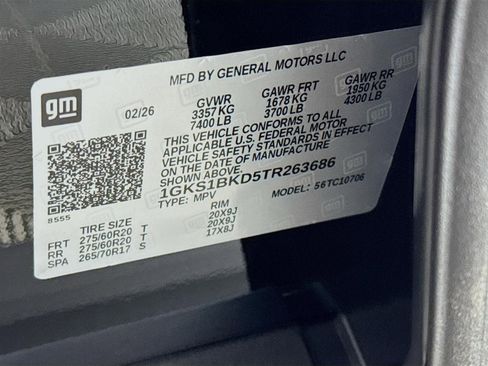 MFD BY GENERAL MOTORS LLC
gm
02/26
GVWR GAWR FRT GAWR RR
3357 KG 1678 KG 1950 KG
7400 LB 3700 LB 4300 LB
THIS VEHICLE CONFORMS TO ALL
APPLICABLE U.S. FEDERAL MOTOR
VEHICLE SAFETY STANDARDS IN EFFECT
ON THE DATE OF MANUFACTURE
SHOWN ABOVE.
1GKS1BKD5TR263686
TYPE: MPV MODEL: 56TC10706
8555
TIRE SIZE RIM
FRT 275/60R20 T 20X9J
RR 275/60R20 T 20X9J
SPA 265/70R17 S 17X8J